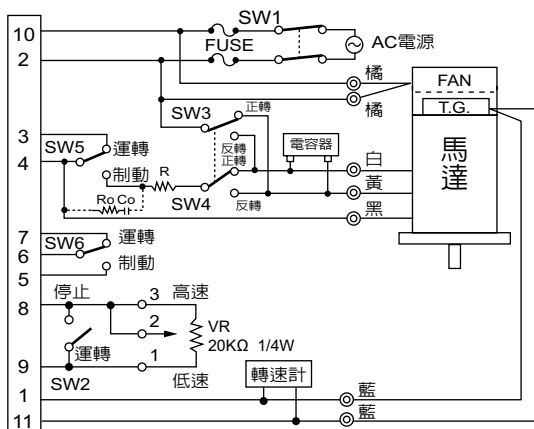 10
SW1
FUSE
AC電源
2
橘
橘
FAN
T.G.
馬達
SW3
正轉
反轉
正轉
電容器
3
SW5
運轉
4
制動
R
Ro Co
SW4
反轉
白
黃
黑
7
SW6
運轉
6
制動
5
8
停止
3
高速
2
VR
20KΩ 1/4W
運轉
9
SW2
1
低速
轉速計
1
藍
11
藍